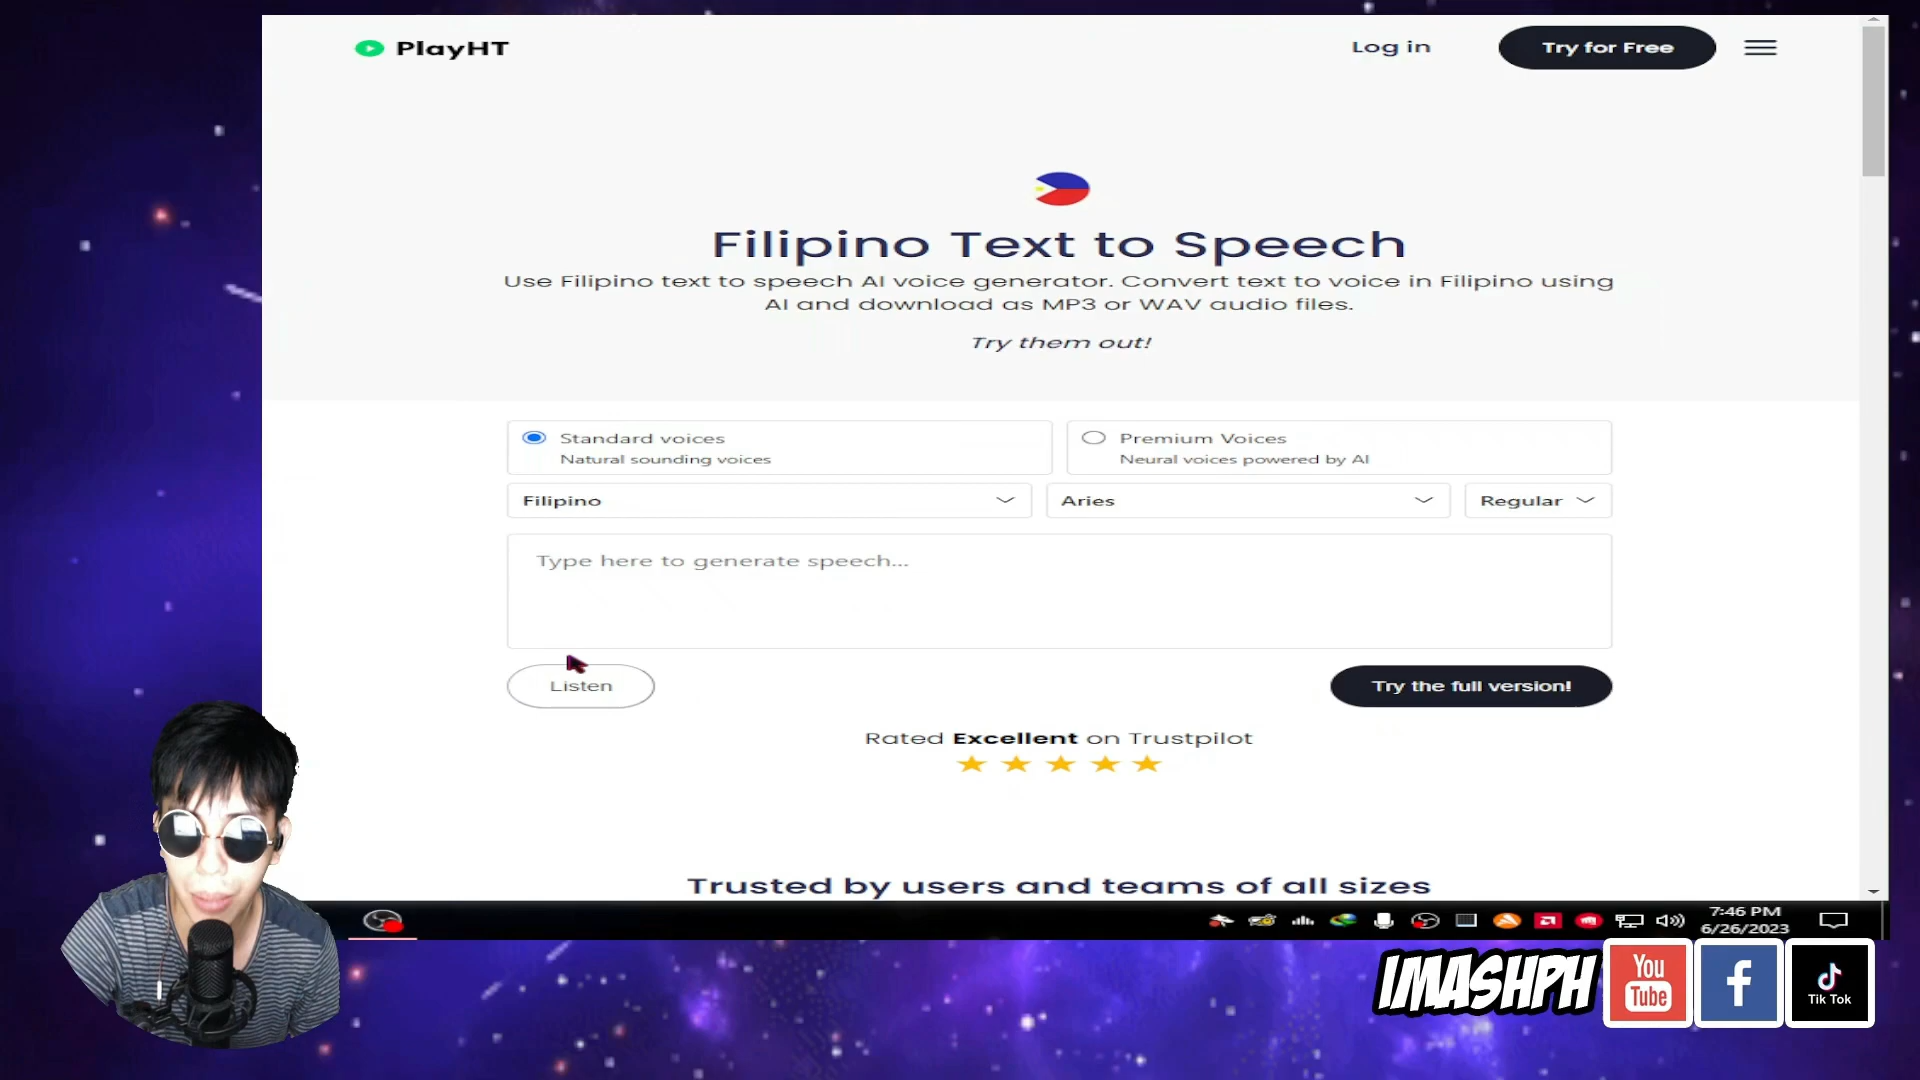 PlayHT
Log in
Try for Free
Filipino Text to Speech
Use Filipino text to speech AI voice generator. Convert text to voice in Filipino using
AI and download as MP3 or WAV audio files.
Try them out!
Standard voices
Natural sounding voices
Premium Voices
Neural voices powered by AI
Filipino
Aries
Regular
Type here to generate speech...
Listen
Try the full version!
Rated Excellent on Trustpilot
Trusted by users and teams of all sizes
7:46 PM
6/26/2023
IMASHPH
You
Tube
f
Tik Tok